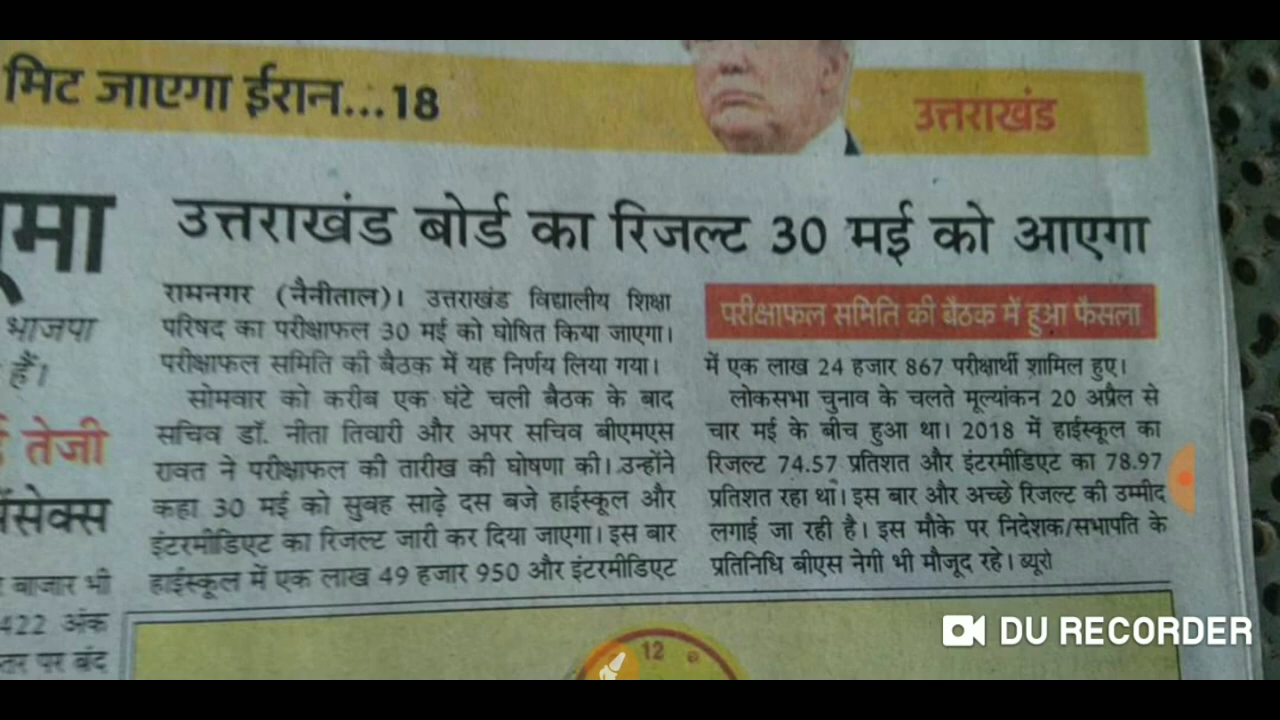 मिट जाएगा ईरान...18
उत्तराखंड
उत्तराखंड बोर्ड का रिजल्ट 30 मई को आएगा
रामनगर (नैनीताल)। उत्तराखंड विद्यालीय शिक्षा
परिषद का परीक्षाफल 30 मई को घोषित किया जाएगा।
परीक्षाफल समिति की बैठक में यह निर्णय लिया गया।
सोमवार को करीब एक घंटे चली बैठक के बाद
सचिव डॉ. नीता तिवारी और अपर सचिव बीएमएस
रावत ने परीक्षाफल की तारीख की घोषणा की। उन्होंने
कहा 30 मई को सुबह साढ़े दस बजे हाईस्कूल और
इंटरमीडिएट का रिजल्ट जारी कर दिया जाएगा। इस बार
हाईस्कूल में एक लाख 49 हजार 950 और इंटरमीडिएट
परीक्षाफल समिति की बैठक में हुआ फैसला
में एक लाख 24 हजार 867 परीक्षार्थी शामिल हुए।
लोकसभा चुनाव के चलते मूल्यांकन 20 अप्रैल से
चार मई के बीच हुआ था। 2018 में हाईस्कूल का
रिजल्ट 74.57 प्रतिशत और इंटरमीडिएट का 78.97
प्रतिशत रहा था। इस बार और अच्छे रिजल्ट की उम्मीद
लगाई जा रही है। इस मौके पर निदेशक/सभापति के
प्रतिनिधि बीएस नेगी भी मौजूद रहे। ब्यूरो
भाजपा
हैं।
तेजी
बाजार भी
422 अंक
पर बंद
12
DU RECORDER